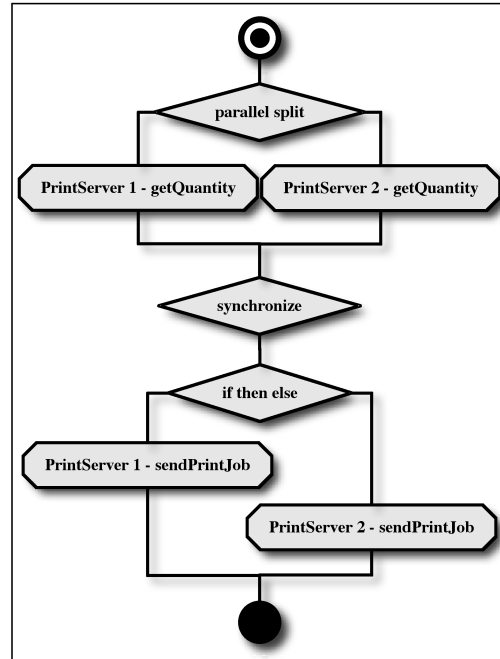 parallel split
PrintServer 1 - getQuantity
PrintServer 2 - getQuantity
synchronize
if then else
PrintServer 1 - sendPrintJob
PrintServer 2 - sendPrintJob